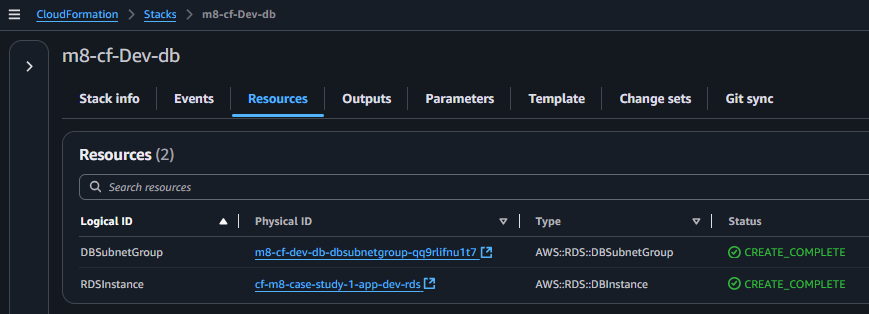 CloudFormation > Stacks > m8-cf-Dev-db
m8-cf-Dev-db
Stack info Events Resources Outputs Parameters Template Change sets Git sync
Resources (2)
Search resources
Logical ID Physical ID Type Status
DBSubnetGroup m8-cf-dev-db-dbsubnetgroup-qq9rlifnu1t7 AWS::RDS::DBSubnetGroup CREATE_COMPLETE
RDSInstance cf-m8-case-study-1-app-dev-rds AWS::RDS::DBInstance CREATE_COMPLETE